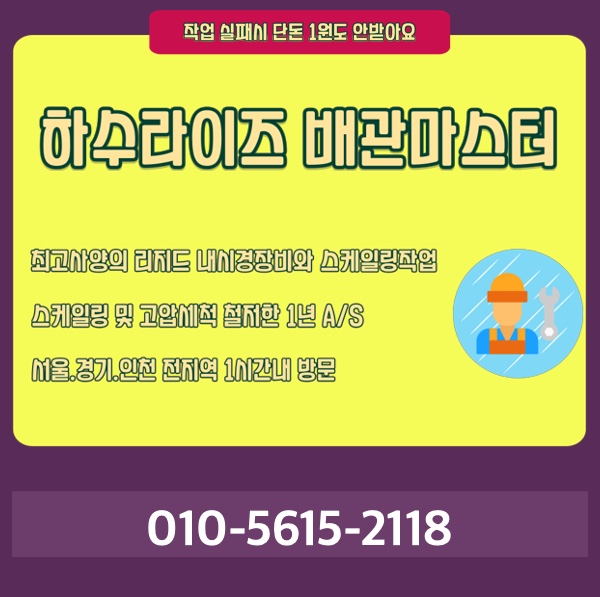 작업 실패시 단돈 1원도 안받아요
하수라이즈 배관마스터
최고사양의 리지드 내시경장비와 스케일링작업
스케일링 및 고압세척 철저한 1년 A/S
서울.경기.인천 전지역 1시간내 방문
010-5615-2118